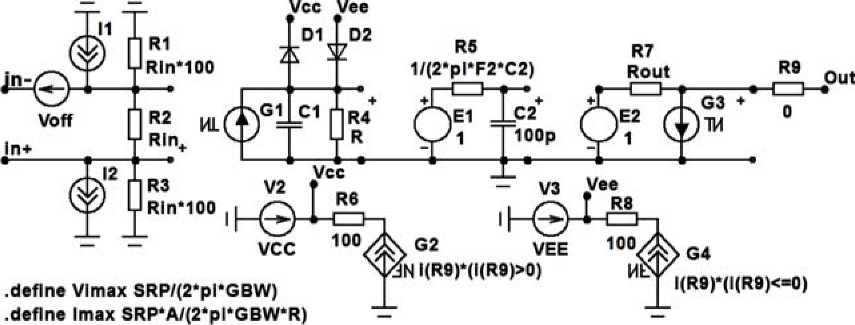 Vcc
Vee
I1
R1
Rin*100
D1
D2
R5
1/(2*pi*F2*C2)
R7
Rout
R9
0
Out
in-
Voff
+
G1
C1
R4
R
+
E1
1
-
+
C2
100p
+
E2
1
-
G3
+
R2
Rin
+
in+
I2
R3
Rin*100
V2
VCC
Vcc
R6
100
G2
I(R9)*(I(R9)>0)
V3
VEE
Vee
R8
100
G4
I(R9)*(I(R9)<=0)
.define VImax SRP/(2*pI*GBW)
.define Imax SRP*A/(2*pI*GBW*R)